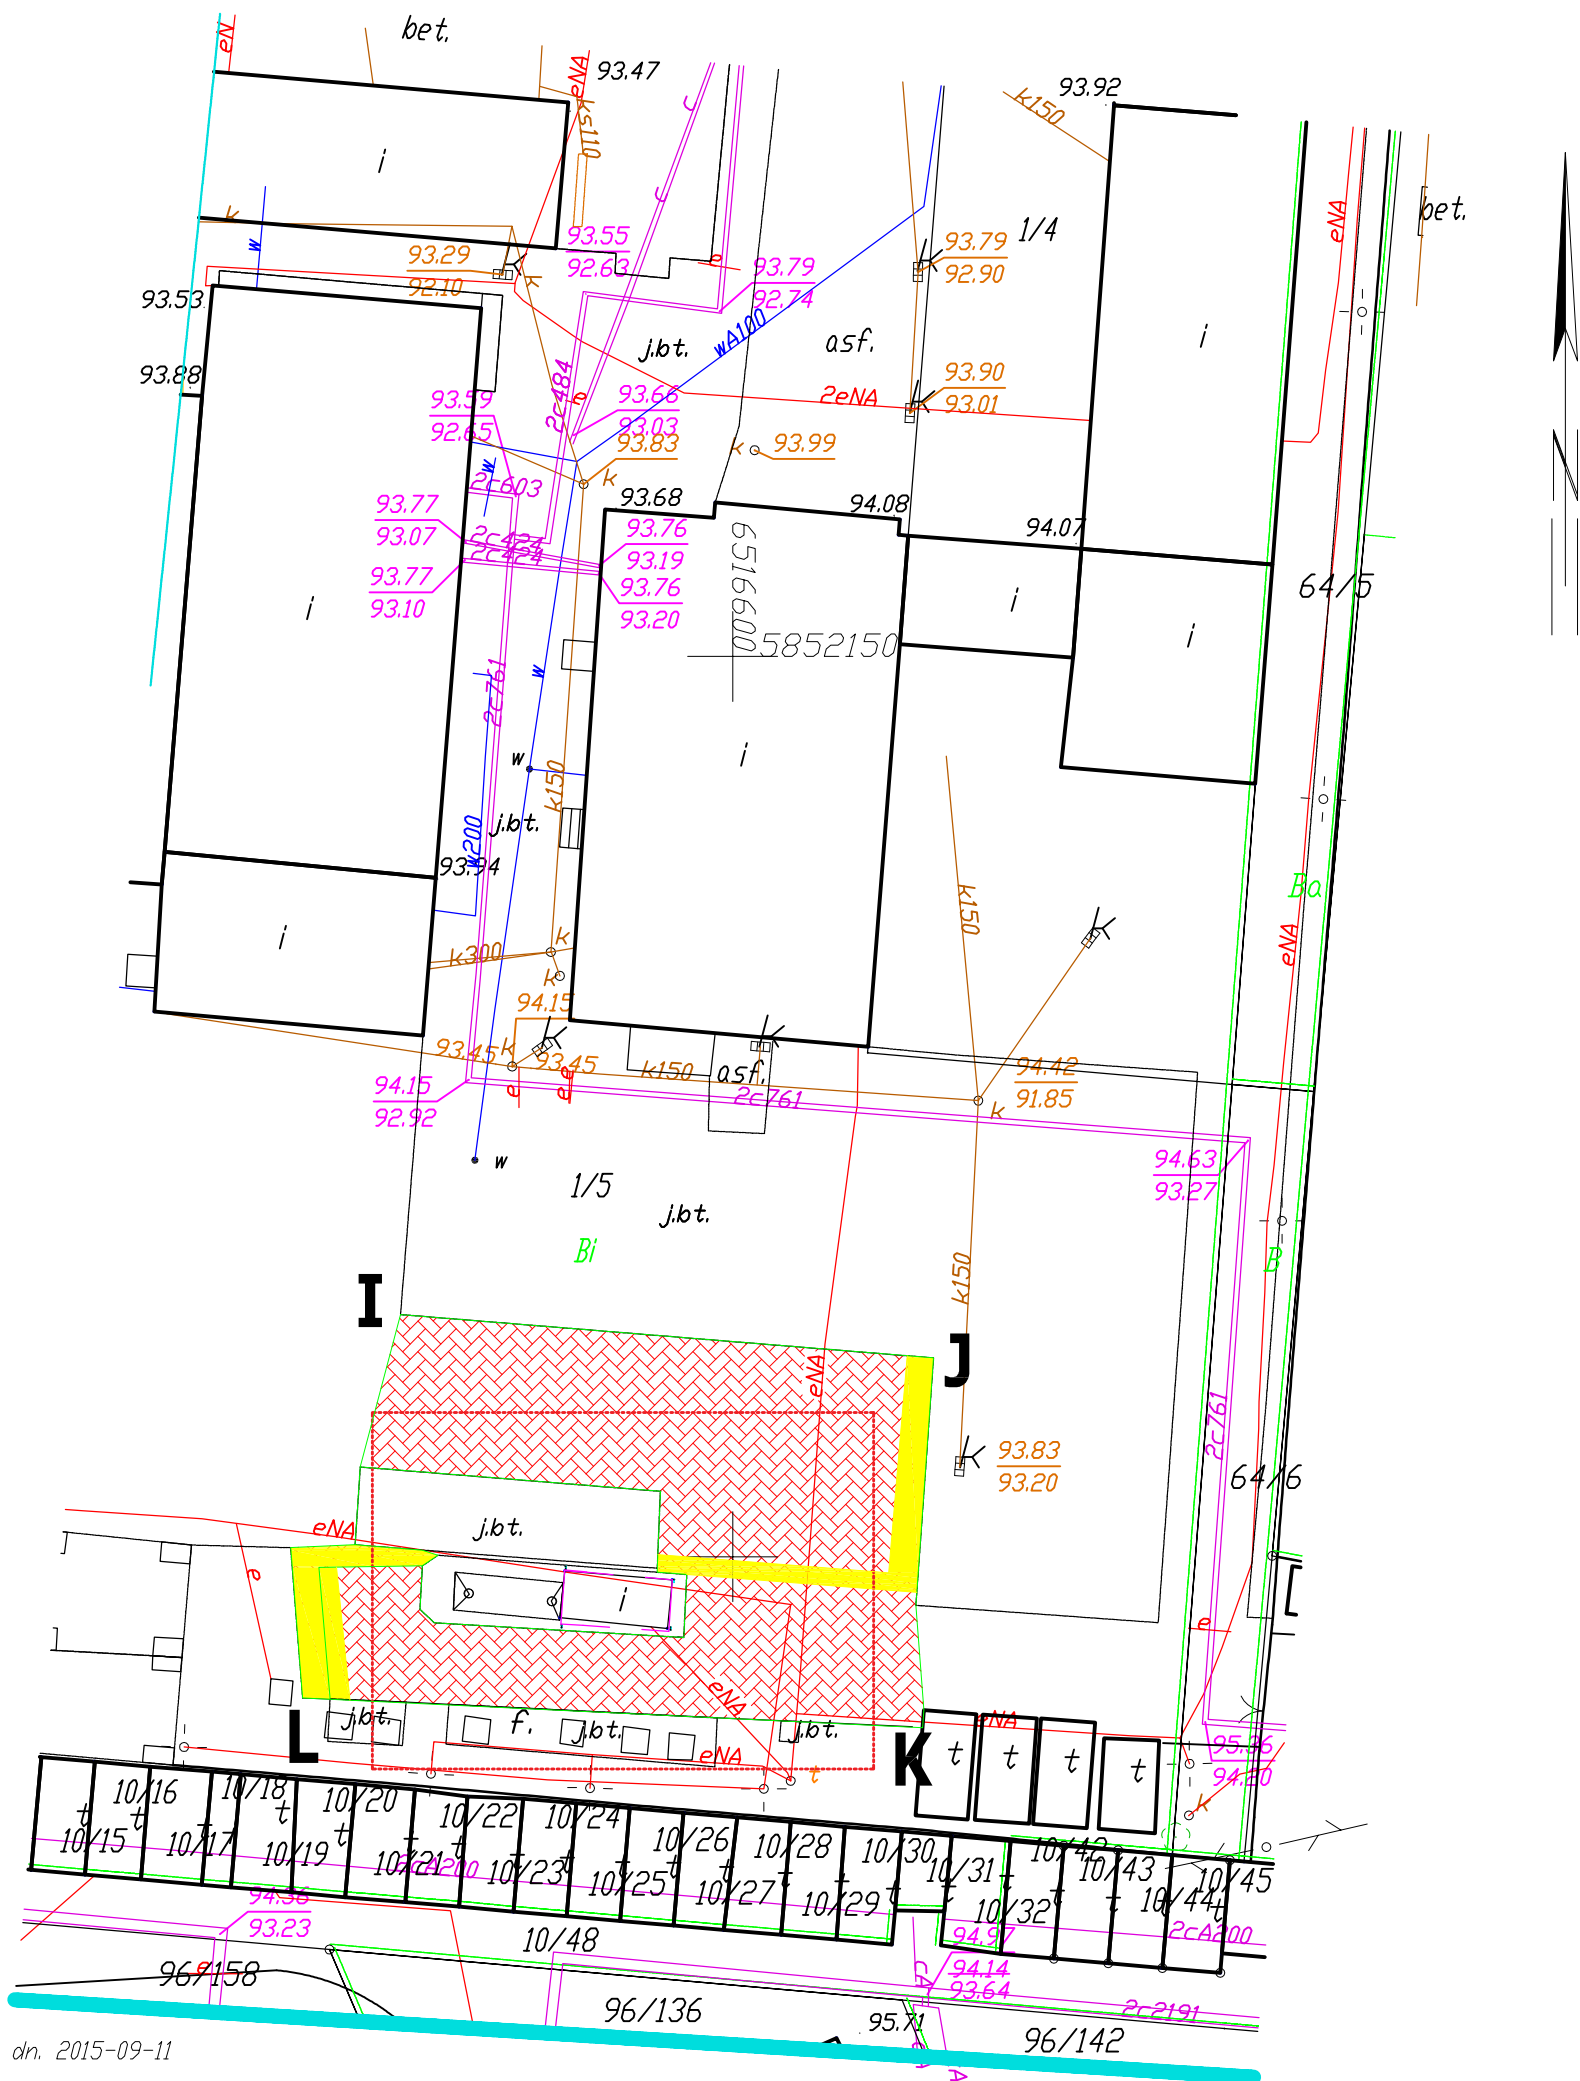 bet.
eN
eNA
93.47
93.92
k150
ks110
c
i
k
w
93.55
92.63
93.29
92.10
k
k
e
93.79
92.74
k
93.79
92.90
1/4
eNA
bet.
93.53
wA100
j.bt.
asf.
i
93.88
2c484
e
93.66
93.03
2eNA
k
93.90
93.01
93.59
92.65
93.83
k
k
93.99
w
2c603
93.68
94.08
94.07
93.77
93.07
2c424
2c424
93.76
93.19
93.77
93.10
93.76
93.20
6516600
5852150
i
i
i
64/5
2c761
w
i
w
k150
j.bt.
w200
93.94
Ba
k150
k
eNA
i
k300
k
k
94.15
k
93.45
k
93.45
k150
k
asf.
94.42
91.85
k
94.15
92.92
e
e
e
2c761
w
94.63
93.27
1/5
j.bt.
Bi
B
k150
I
J
eNA
2c761
k
93.83
93.20
64/6
eNA
j.bt.
e
i
e
eNA
L
j.bt.
f.
j.bt.
j.bt.
eNA
eNA
t
K
t
t
t
t
95.26
94.20
k
10/16
10/18
10/20
10/22
10/24
10/26
10/28
10/30
10/31
10/42
10/43
10/44
10/45
10/15
10/17
10/19
10/21
10/23
10/25
10/27
10/29
10/32
2cA200
2cA200
94.36
93.23
10/48
94.97
94.14
93.64
cA
e
96/158
96/136
95.71
2c2191
96/142
dn. 2015-09-11